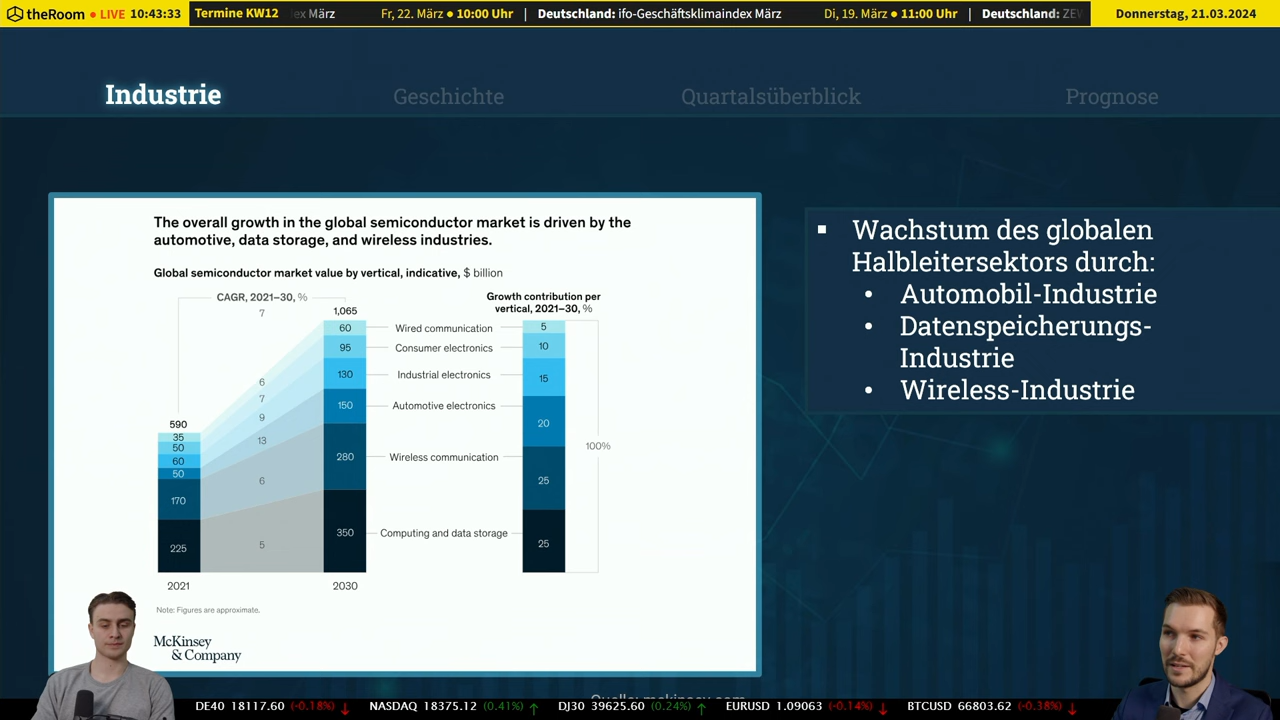 theRoom ● LIVE 10:43:33
Termine KW12
ex März Fr, 22. März ● 10:00 Uhr | Deutschland: ifo-Geschäftsklimaindex März Di, 19. März ● 11:00 Uhr | Deutschland: ZE
Donnerstag, 21.03.2024
Industrie Geschichte Quartalsüberblick Prognose
The overall growth in the global semiconductor market is driven by the
automotive, data storage, and wireless industries.
Global semiconductor market value by vertical, indicative, $ billion
CAGR, 2021–30, %
7
Growth contribution per
vertical, 2021–30, %
1,065
60 Wired communication 5
95 Consumer electronics 10
130 Industrial electronics 15
150 Automotive electronics 20
280 Wireless communication 25
350 Computing and data storage 25
100%
590
35
50
60
50
170
225
6
7
9
13
6
5
2021 2030
Note: Figures are approximate.
McKinsey
& Company
▪ Wachstum des globalen
Halbleitersektors durch:
• Automobil-Industrie
• Datenspeicherungs-
Industrie
• Wireless-Industrie
Quelle: mckinsey.com
DE40 18117.60 (-0.18%) ↓ NASDAQ 18375.12 (0.41%) ↑ DJ30 39625.60 (0.24%) ↑ EURUSD 1.09063 (-0.14%) ↓ BTCUSD 66803.62 (-0.38%) ↓